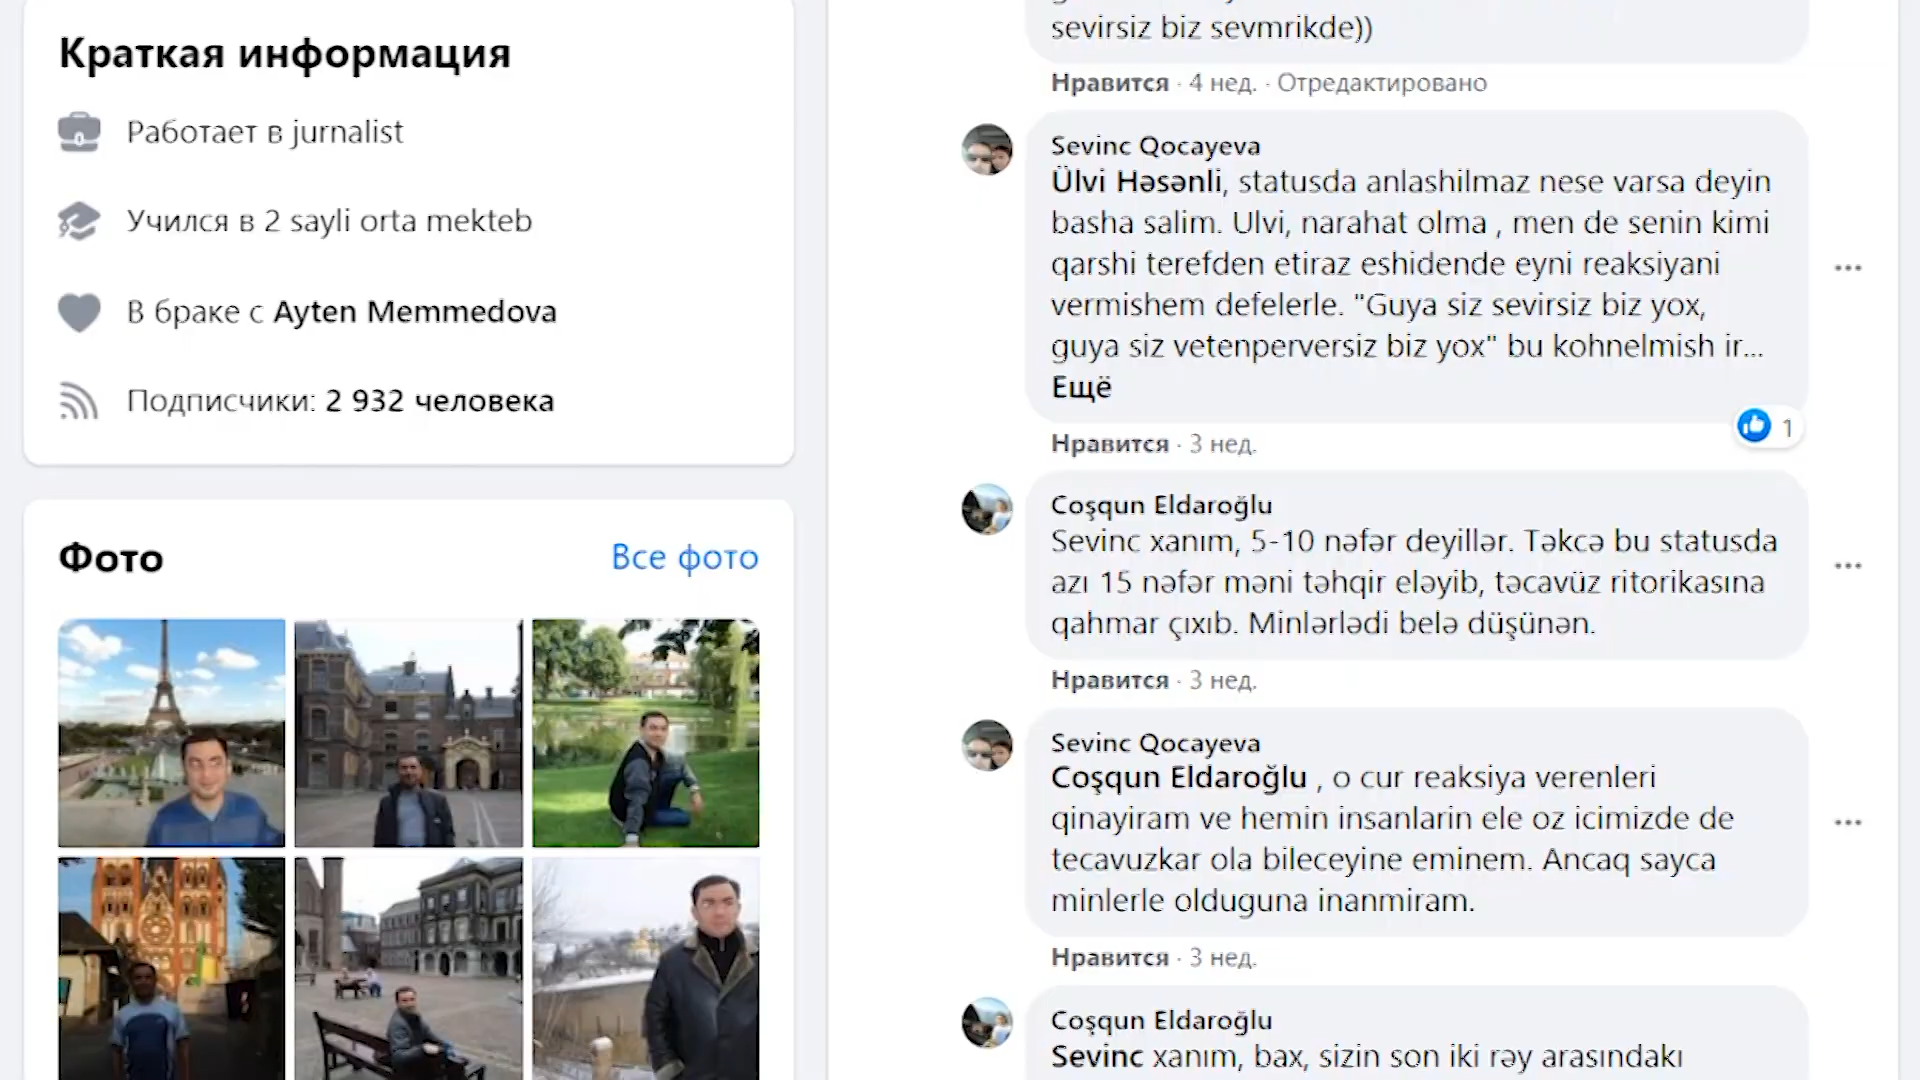 Краткая информация
Работает в jurnalist
Учился в 2 sayli orta mekteb
В браке с Ayten Memmedova
Подписчики: 2 932 человека
Фото
Все фото
sevirsiz biz sevmrikde))
Нравится · 4 нед. · Отредактировано
Sevinc Qocayeva
Ülvi Həsənli, statusda anlashilmaz nese varsa deyin
basha salim. Ulvi, narahat olma , men de senin kimi
qarshi terefden etiraz eshidende eyni reaksiyani
vermishem defelerle. "Guya siz sevirsiz biz yox,
guya siz vetenperversiz biz yox" bu kohnelmish ir...
Ещё
1
Нравится · 3 нед.
Coşqun Eldaroğlu
Sevinc xanım, 5-10 nəfər deyillər. Təkcə bu statusda
azı 15 nəfər məni təhqir eləyib, təcavüz ritorikasına
qahmar çıxıb. Minlərlədi belə düşünən.
Нравится · 3 нед.
Sevinc Qocayeva
Coşqun Eldaroğlu , o cur reaksiya verenleri
qinayiram ve hemin insanlarin ele oz icimizde de
tecavuzkar ola bileceyine eminem. Ancaq sayca
minlerle olduguna inanmiram.
Нравится · 3 нед.
Coşqun Eldaroğlu
Sevinc xanım, bax, sizin son iki rəy arasındakı